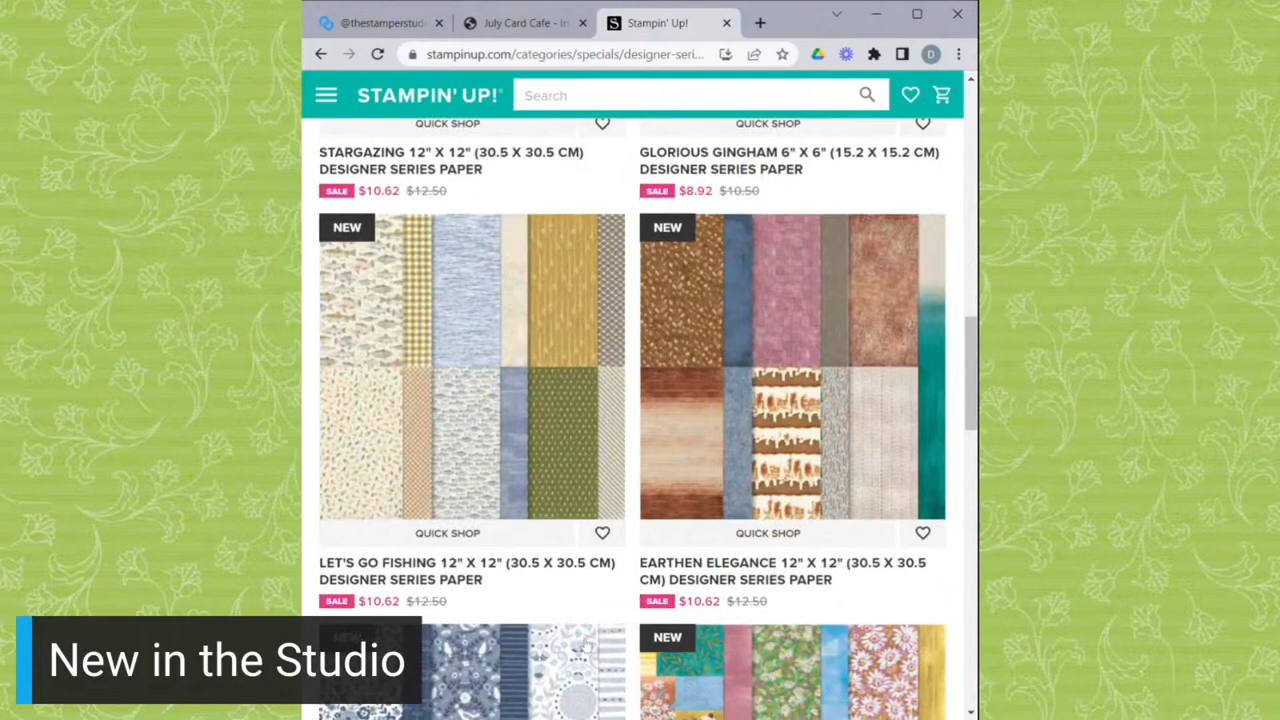 @thestamperstudi
July Card Cafe - In
Stampin' Up!
stampinup.com/categories/specials/designer-seri...
D
STAMPIN' UP!®
Search
QUICK SHOP
QUICK SHOP
STARGAZING 12" X 12" (30.5 X 30.5 CM)
DESIGNER SERIES PAPER
SALE $10.62 $12.50
GLORIOUS GINGHAM 6" X 6" (15.2 X 15.2 CM)
DESIGNER SERIES PAPER
SALE $8.92 $10.50
NEW
NEW
QUICK SHOP
QUICK SHOP
LET'S GO FISHING 12" X 12" (30.5 X 30.5 CM)
DESIGNER SERIES PAPER
SALE $10.62 $12.50
EARTHEN ELEGANCE 12" X 12" (30.5 X 30.5
CM) DESIGNER SERIES PAPER
SALE $10.62 $12.50
NEW
NEW
New in the Studio